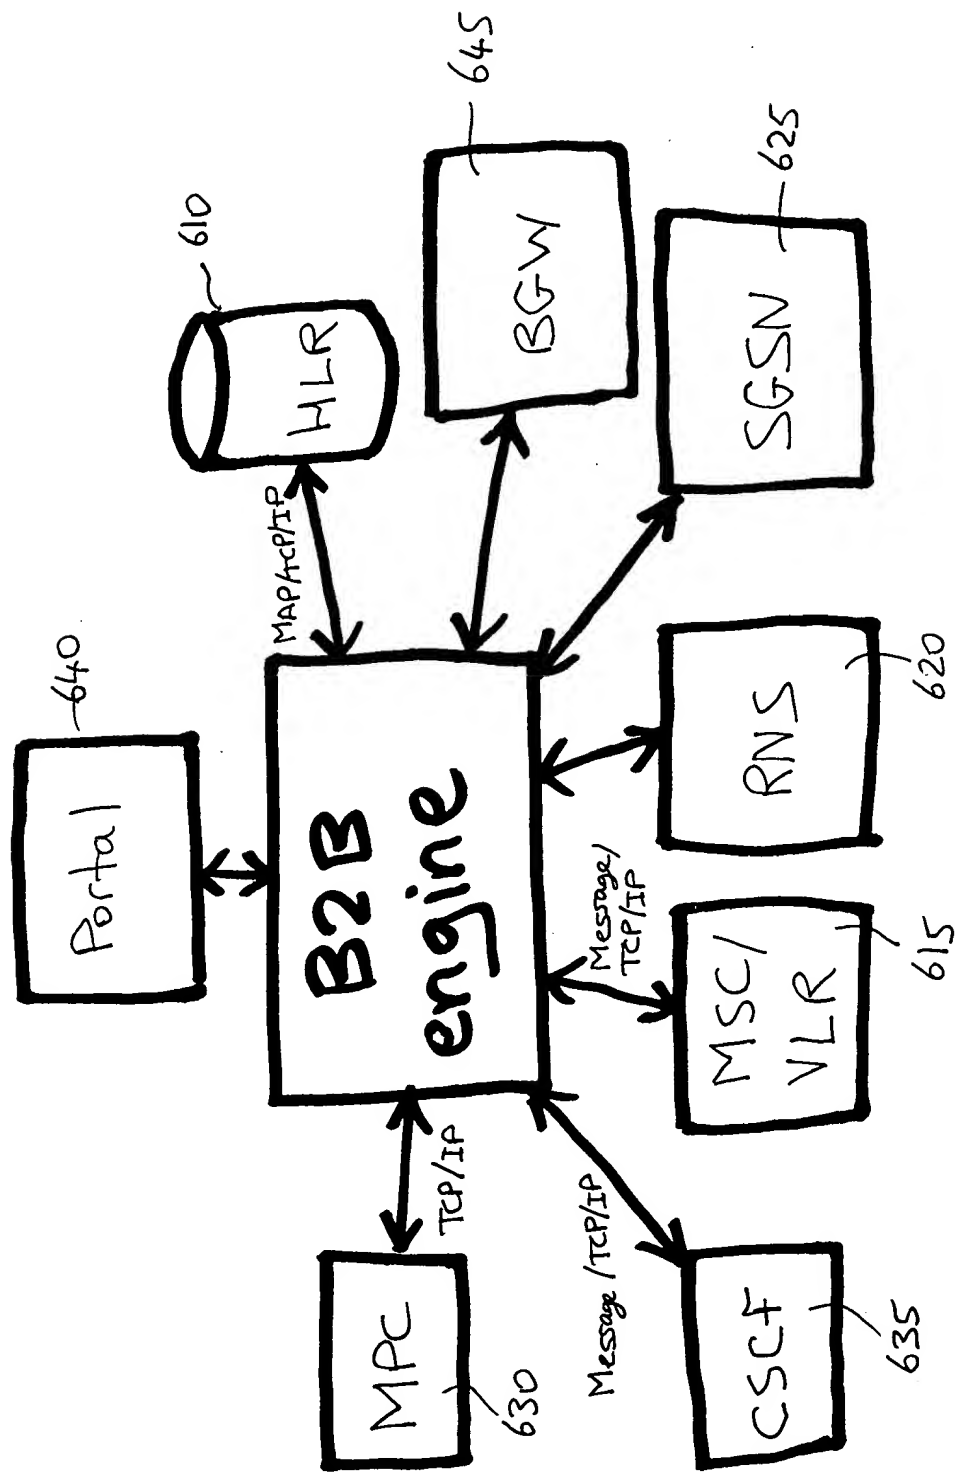 Portal
640
MAP/TCP/IP
HLR
610
B2B
engine
BGW
645
SGSN
625
RNS
620
Message/
TCP/IP
MSC/
VLR
615
Message/TCP/IP
CSCF
635
TCP/IP
MPC
630